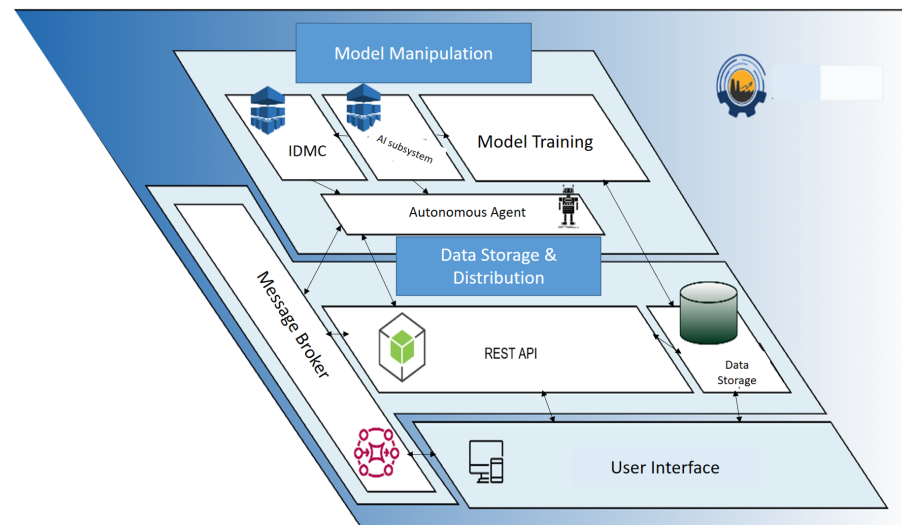 Model Manipulation
IDMC
AI subsystem
Model Training
Autonomous Agent
Data Storage &
Distribution
Message Broker
REST API
Data
Storage
User Interface